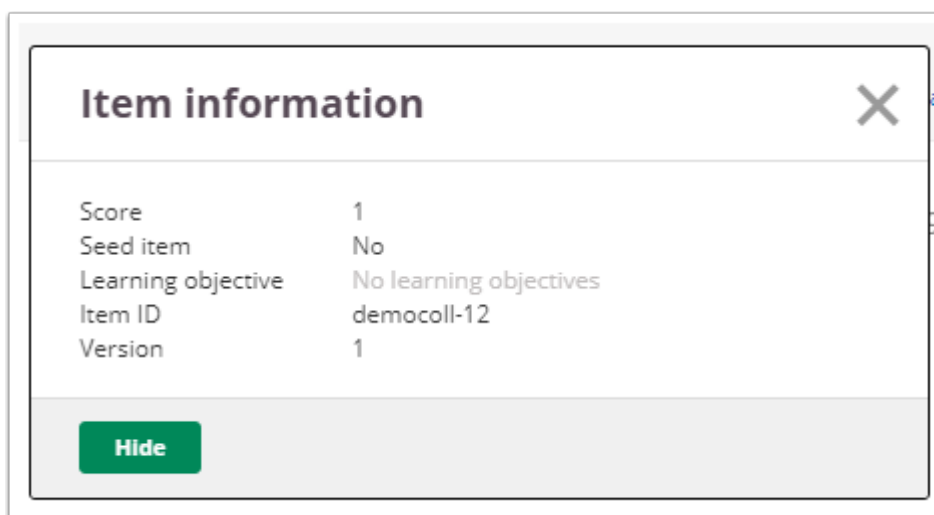 Item information
Score 1
Seed item No
Learning objective No learning objectives
Item ID democoll-12
Version 1
Hide